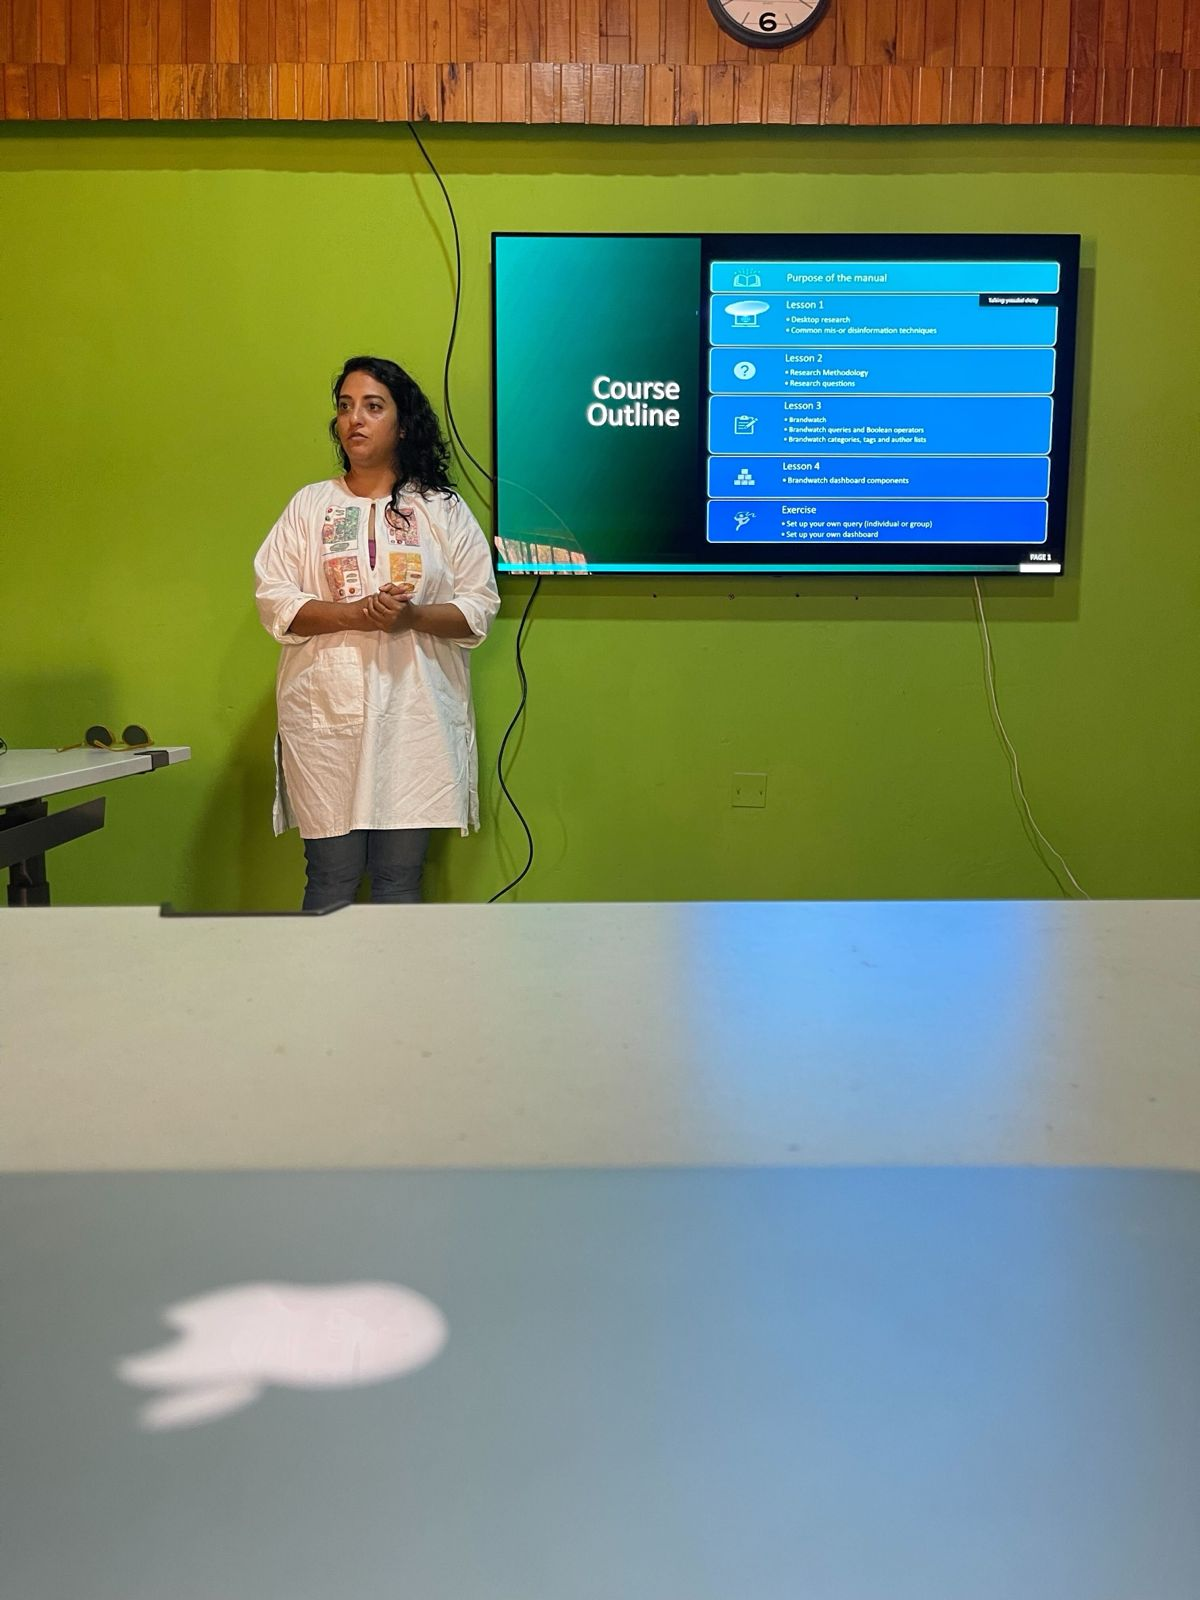 6
Course
Outline
Purpose of the manual
Lesson 1
• Desktop research
• Common mis-or disinformation techniques
Lesson 2
• Research Methodology
• Research questions
Lesson 3
• Brandwatch
• Brandwatch queries and Boolean operators
• Brandwatch categories, tags and author lists
Lesson 4
• Brandwatch dashboard components
Exercise
• Set up your own query (individual or group)
• Set up your own dashboard
PAGE